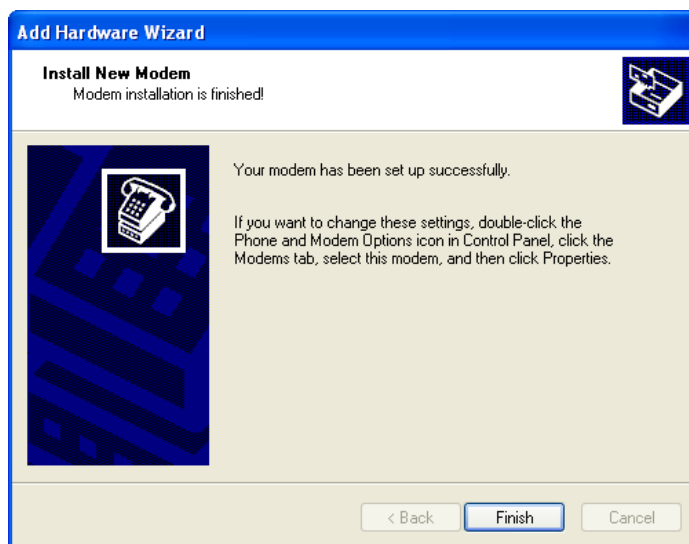 Add Hardware Wizard
Install New Modem
Modem installation is finished!
Your modem has been set up successfully.
If you want to change these settings, double-click the
Phone and Modem Options icon in Control Panel, click the
Modems tab, select this modem, and then click Properties.
< Back
Finish
Cancel